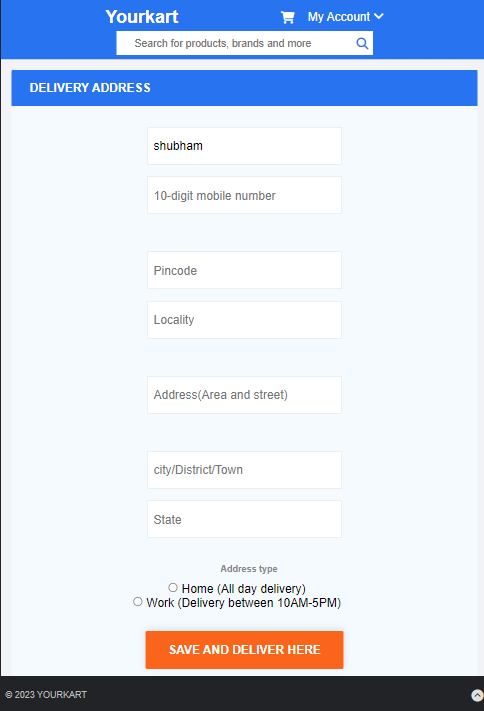 Yourkart
My Account
Search for products, brands and more
DELIVERY ADDRESS
shubham
10-digit mobile number
Pincode
Locality
Address(Area and street)
city/District/Town
State
Address type
Home (All day delivery)
Work (Delivery between 10AM-5PM)
SAVE AND DELIVER HERE
© 2023 YOURKART